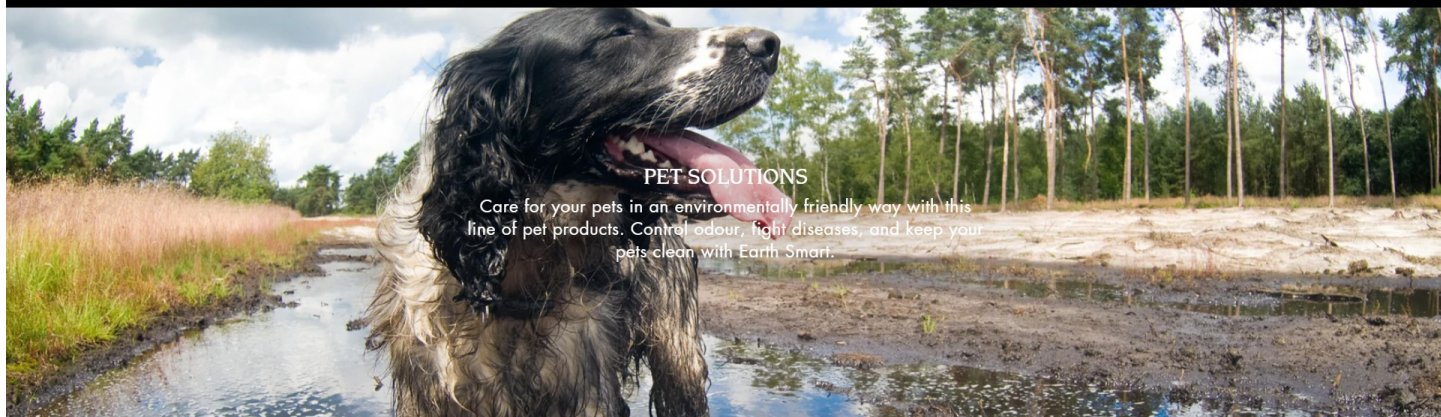 PET SOLUTIONS
Care for your pets in an environmentally friendly way with this
line of pet products. Control odour, fight diseases, and keep your
pets clean with Earth Smart.